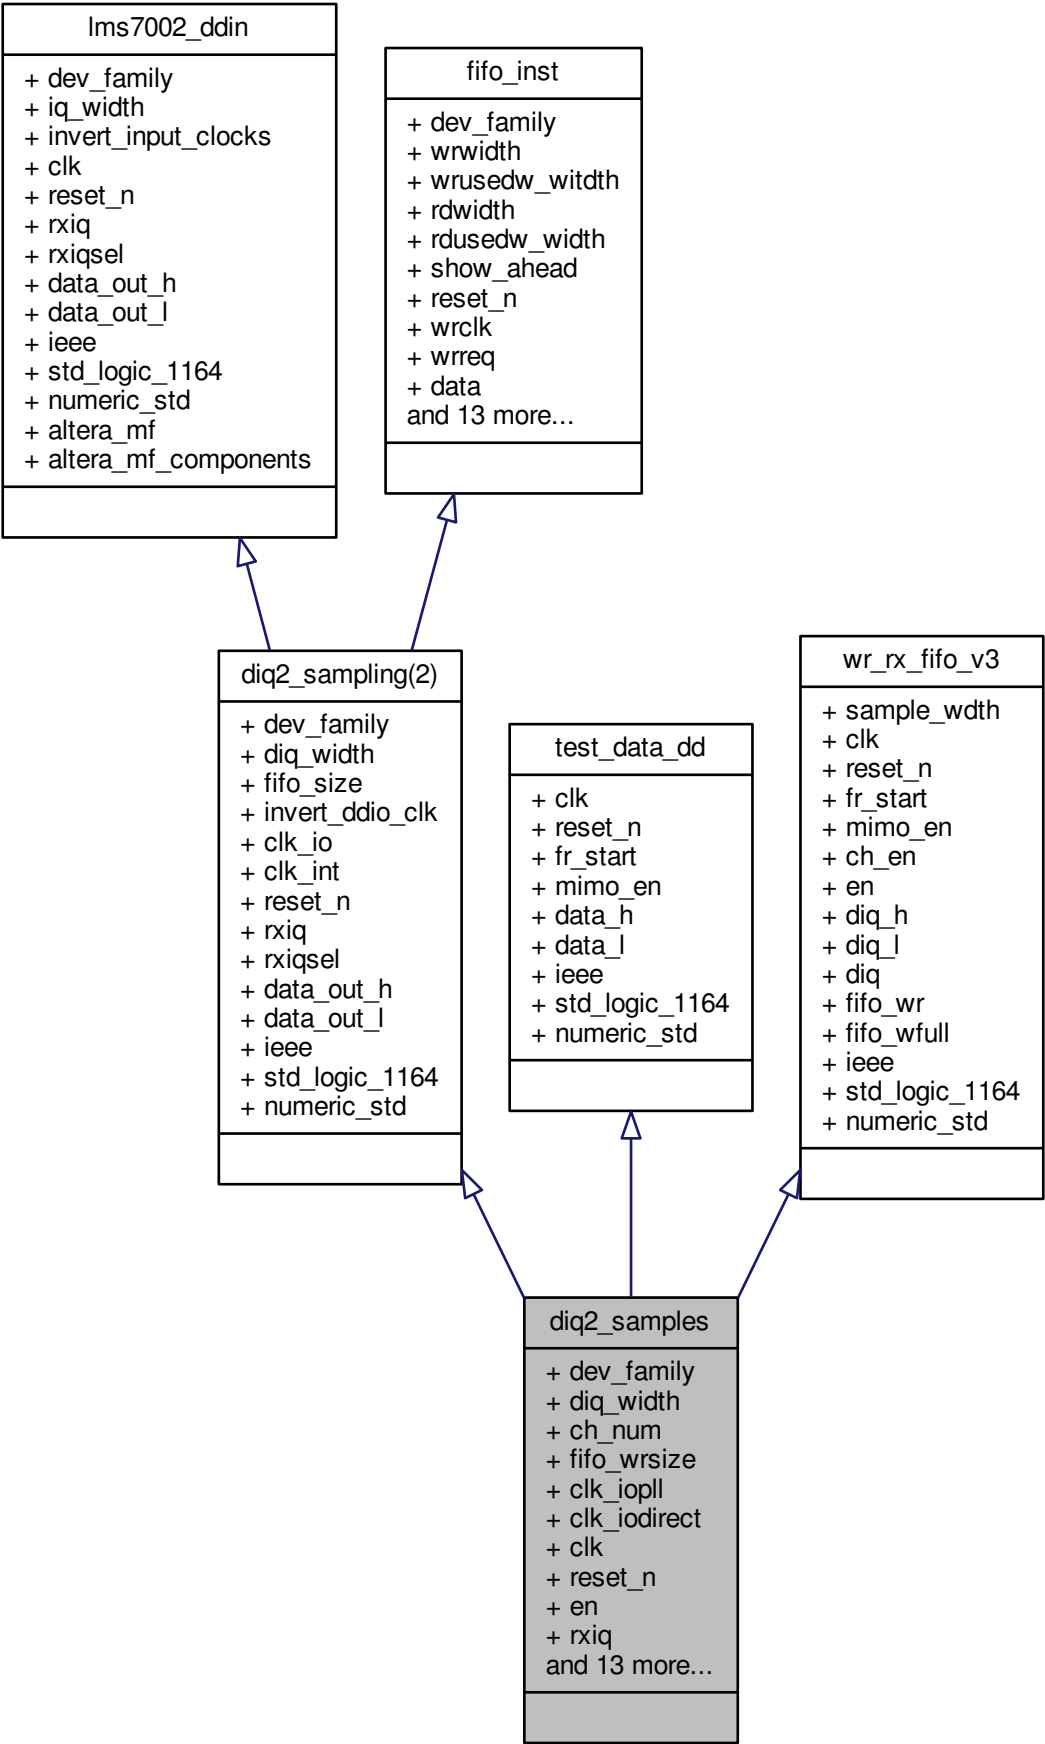 lms7002_ddin
+ dev_family
+ iq_width
+ invert_input_clocks
+ clk
+ reset_n
+ rxiq
+ rxiqsel
+ data_out_h
+ data_out_l
+ ieee
+ std_logic_1164
+ numeric_std
+ altera_mf
+ altera_mf_components
fifo_inst
+ dev_family
+ wrwidth
+ wrusedw_witdth
+ rdwidth
+ rdusedw_width
+ show_ahead
+ reset_n
+ wrclk
+ wrreq
+ data
and 13 more...
diq2_sampling(2)
+ dev_family
+ diq_width
+ fifo_size
+ invert_ddio_clk
+ clk_io
+ clk_int
+ reset_n
+ rxiq
+ rxiqsel
+ data_out_h
+ data_out_l
+ ieee
+ std_logic_1164
+ numeric_std
test_data_dd
+ clk
+ reset_n
+ fr_start
+ mimo_en
+ data_h
+ data_l
+ ieee
+ std_logic_1164
+ numeric_std
wr_rx_fifo_v3
+ sample_wdth
+ clk
+ reset_n
+ fr_start
+ mimo_en
+ ch_en
+ en
+ diq_h
+ diq_l
+ diq
+ fifo_wr
+ fifo_wfull
+ ieee
+ std_logic_1164
+ numeric_std
diq2_samples
+ dev_family
+ diq_width
+ ch_num
+ fifo_wrsize
+ clk_iopll
+ clk_iodirect
+ clk
+ reset_n
+ en
+ rxiq
and 13 more...